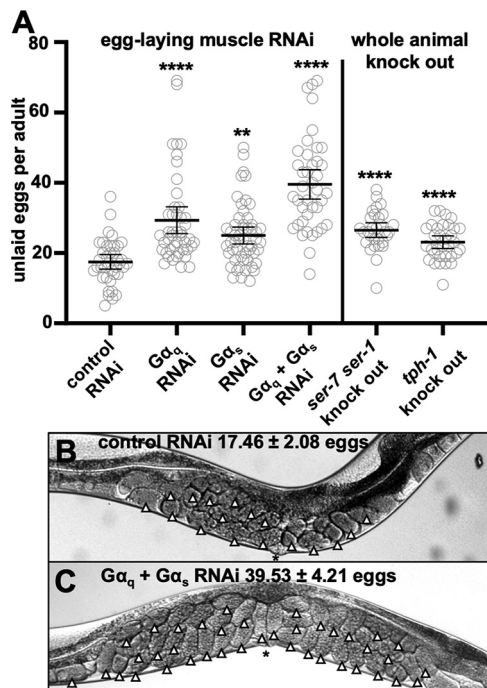 A
egg-laying muscle RNAi
whole animal
knock out
unlaid eggs per adult
80
60
40
20
0
****
**
****
****
****
control
RNAi
Gαq
RNAi
Gαs
RNAi
Gαq + Gαs
RNAi
ser-7 ser-1
knock out
tph-1
knock out
B
control RNAi 17.46 ± 2.08 eggs
*
C
Gαq + Gαs RNAi 39.53 ± 4.21 eggs
*